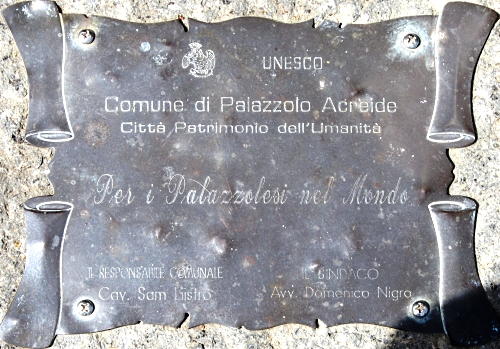 UNESCO
Comune di Palazzolo Acreide
Città Patrimonio dell'Umanità
Per i Palazzolesi nel Mondo
IL RESPONSABILE COMUNALE
Cav. Sam Liistro
IL SINDACO
Avv. Domenico Nigro